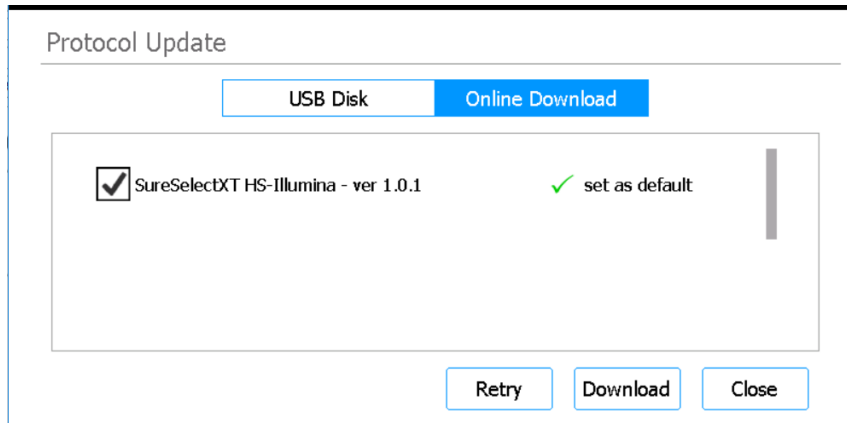 Protocol Update
USB Disk Online Download
SureSelectXT HS-Illumina - ver 1.0.1 set as default
Retry Download Close